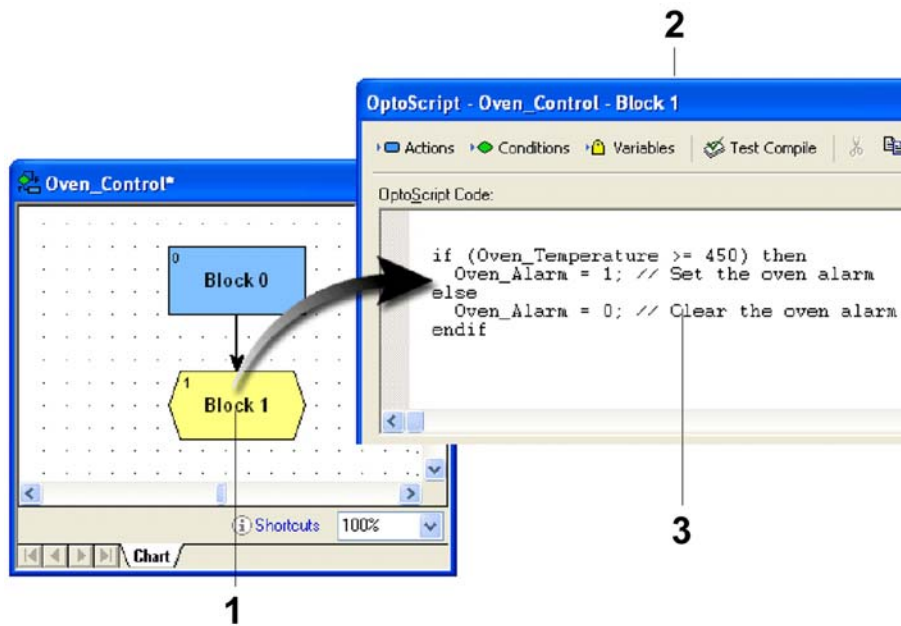 2
OptoScript - Oven_Control - Block 1
Actions Conditions Variables Test Compile
OptoScript Code:
if (Oven_Temperature >= 450) then
Oven_Alarm = 1; // Set the oven alarm
else
Oven_Alarm = 0; // Clear the oven alarm
endif
3
Oven_Control*
0
Block 0
1
Block 1
Shortcuts 100%
Chart
1